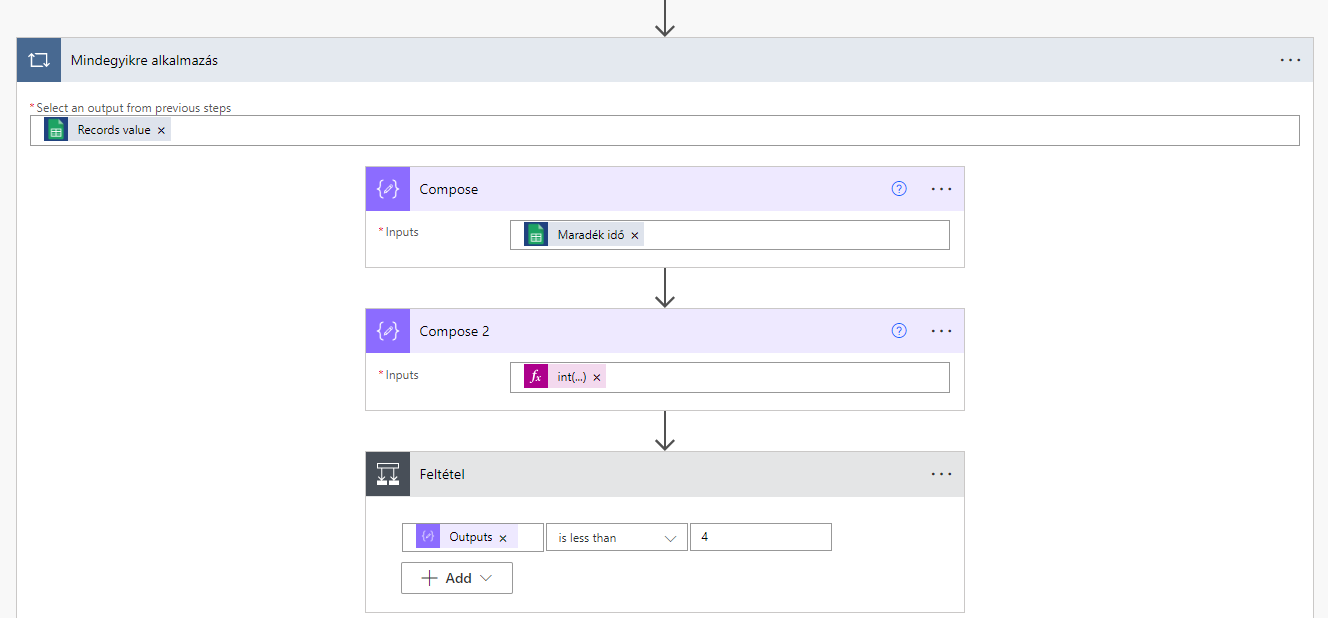 Mindegyikre alkalmazás
* Select an output from previous steps
Records value ×
Compose
* Inputs
Maradék idő ×
Compose 2
* Inputs
fx int(...) ×
Feltétel
Outputs × is less than 4
+ Add